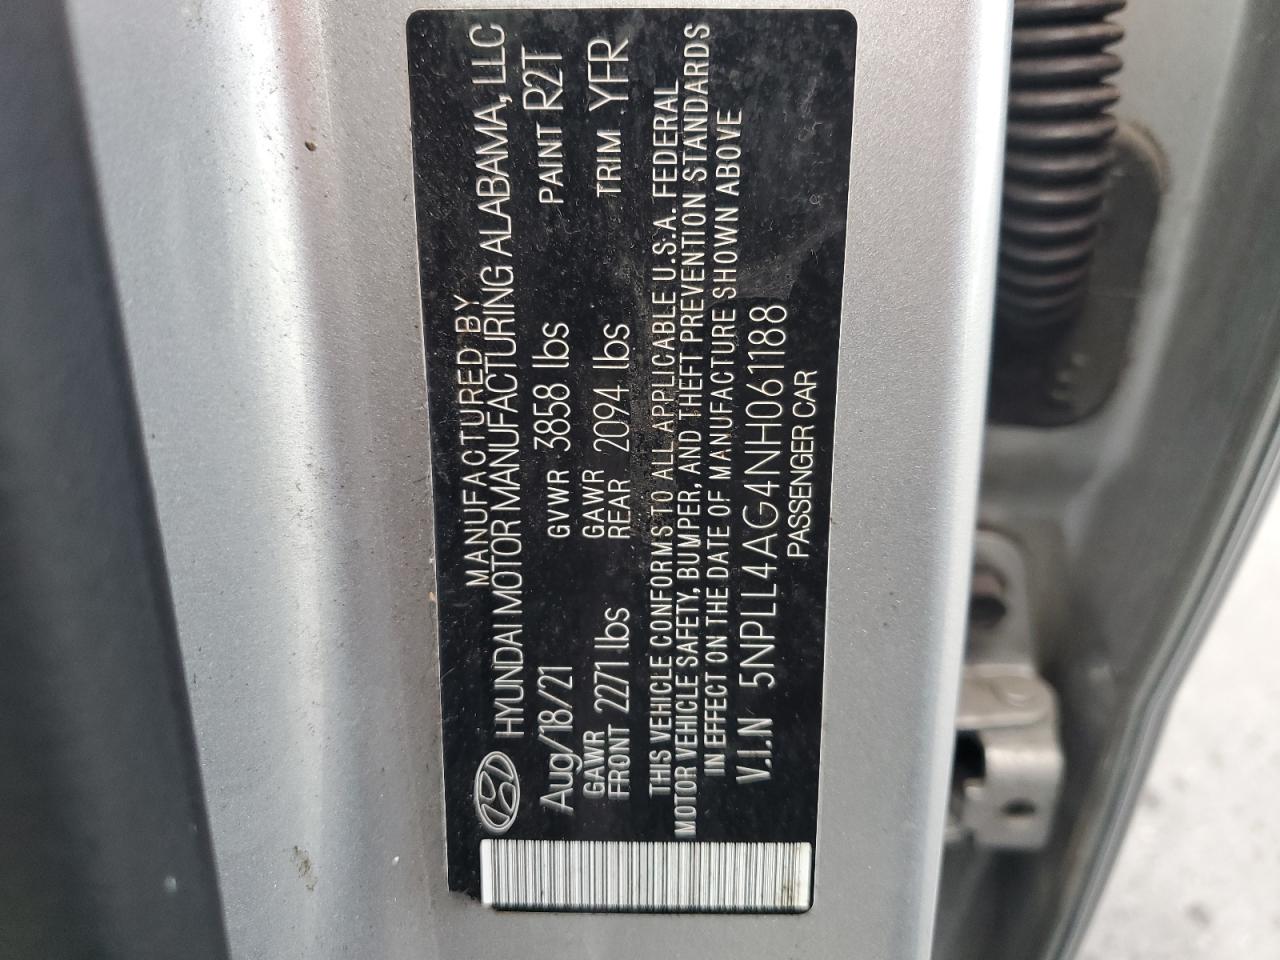 MANUFACTURED BY
HYUNDAI MOTOR MANUFACTURING ALABAMA, LLC
Aug/18/21 GVWR 3858 lbs PAINT R2T
GAWR FRONT 2271 lbs GAWR REAR 2094 lbs TRIM YFR
THIS VEHICLE CONFORMS TO ALL APPLICABLE U.S.A. FEDERAL
MOTOR VEHICLE SAFETY, BUMPER, AND THEFT PREVENTION STANDARDS
IN EFFECT ON THE DATE OF MANUFACTURE SHOWN ABOVE
V.I.N 5NPLL4AG4NH061188
PASSENGER CAR